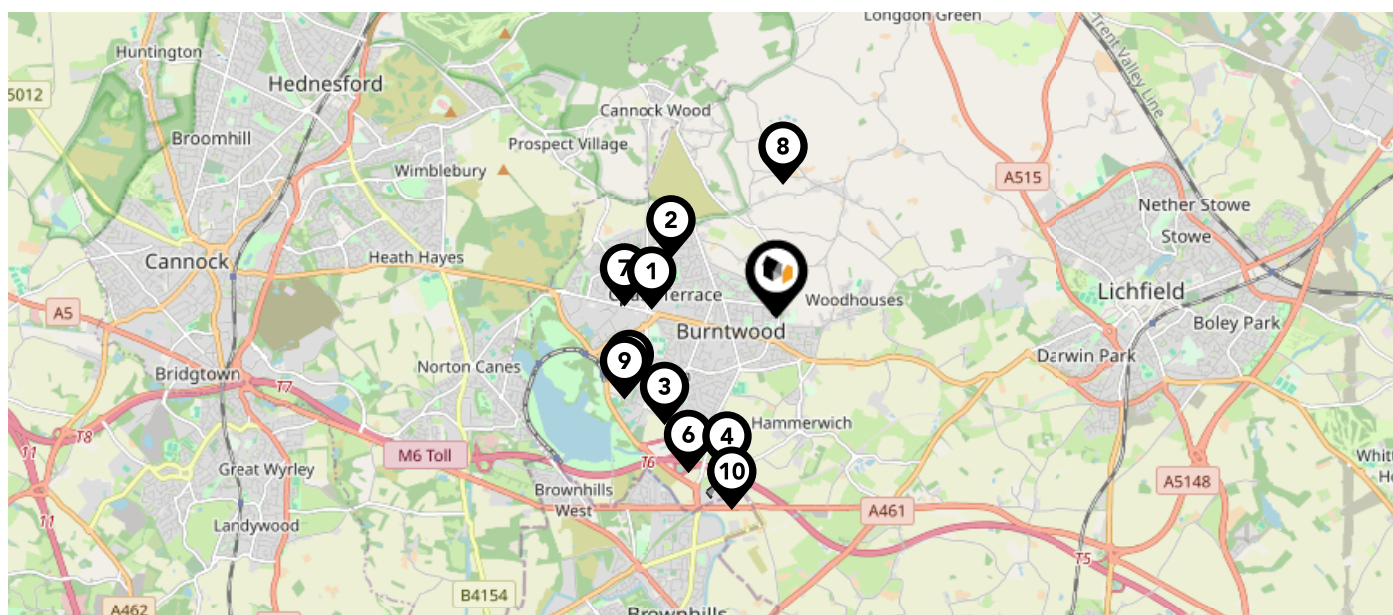 Longdon Green
Trent Valley Line
Huntington
Hednesford
5012
Cannock Wood
Broomhill
Prospect Village
8
Wimblebury
A515
Nether Stowe
2
Stowe
Cannock
Heath Hayes
7
1
Terrace
Woodhouses
Lichfield
A5
Burntwood
Boley Park
9
Darwin Park
Norton Canes
Bridgtown
T7
3
T8
6
4
Hammerwich
11
M6 Toll
T6
10
Great Wyrley
Whitt
A5148
Brownhills
West
A461
11
Landywood
T5
B4154
A462
Brownhills